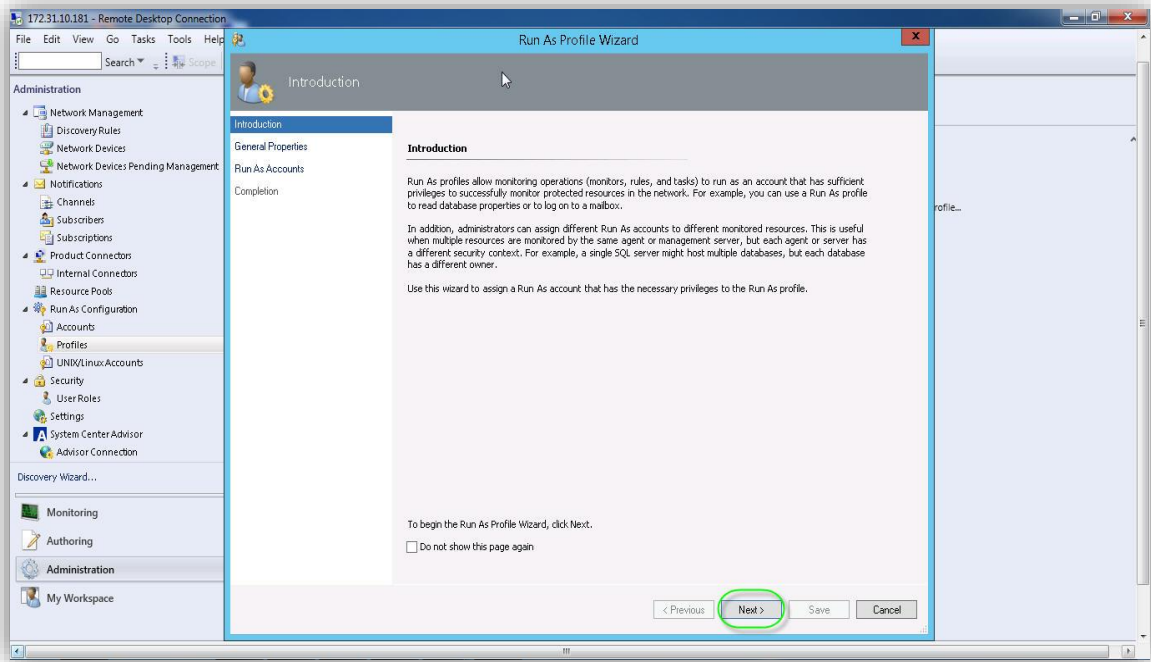 172.31.10.181 - Remote Desktop Connection
File Edit View Go Tasks Tools Help
Search
Scope
Administration
Network Management
Discovery Rules
Network Devices
Network Devices Pending Management
Notifications
Channels
Subscribers
Subscriptions
Product Connectors
Internal Connectors
Resource Pools
Run As Configuration
Accounts
Profiles
UNIX/Linux Accounts
Security
User Roles
Settings
System Center Advisor
Advisor Connection
Discovery Wizard...
Monitoring
Authoring
Administration
My Workspace
Run As Profile Wizard
Introduction
Introduction
General Properties
Run As Accounts
Completion
Introduction
Run As profiles allow monitoring operations (monitors, rules, and tasks) to run as an account that has sufficient
privileges to successfully monitor protected resources in the network. For example, you can use a Run As profile
to read database properties or to log on to a mailbox.
In addition, administrators can assign different Run As accounts to different monitored resources. This is useful
when multiple resources are monitored by the same agent or management server, but each agent or server has
a different security context. For example, a single SQL server might host multiple databases, but each database
has a different owner.
Use this wizard to assign a Run As account that has the necessary privileges to the Run As profile.
To begin the Run As Profile Wizard, click Next.
Do not show this page again
< Previous Next > Save Cancel
rofile...